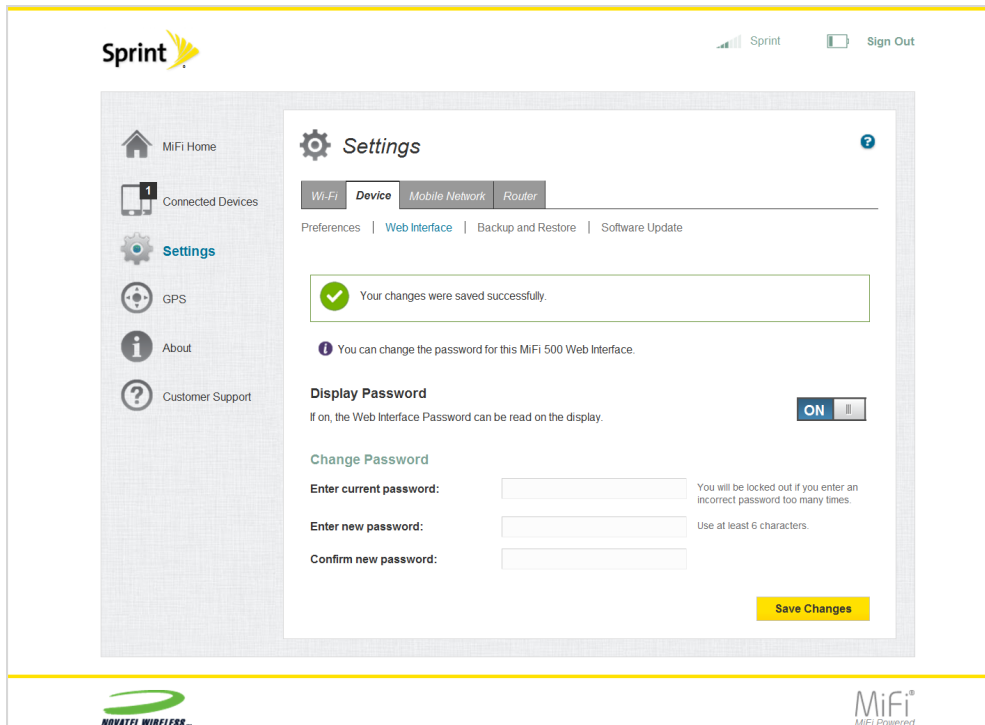 Sprint
Sprint
Sign Out
MiFi Home
1
Connected Devices
Settings
GPS
About
Customer Support
Settings
?
Wi-Fi Device Mobile Network Router
Preferences | Web Interface | Backup and Restore | Software Update
Your changes were saved successfully.
You can change the password for this MiFi 500 Web Interface.
Display Password
If on, the Web Interface Password can be read on the display.
ON
Change Password
Enter current password:
You will be locked out if you enter an
incorrect password too many times.
Enter new password:
Use at least 6 characters.
Confirm new password:
Save Changes
NOVATEL WIRELESS
MiFi®
MiFi Powered